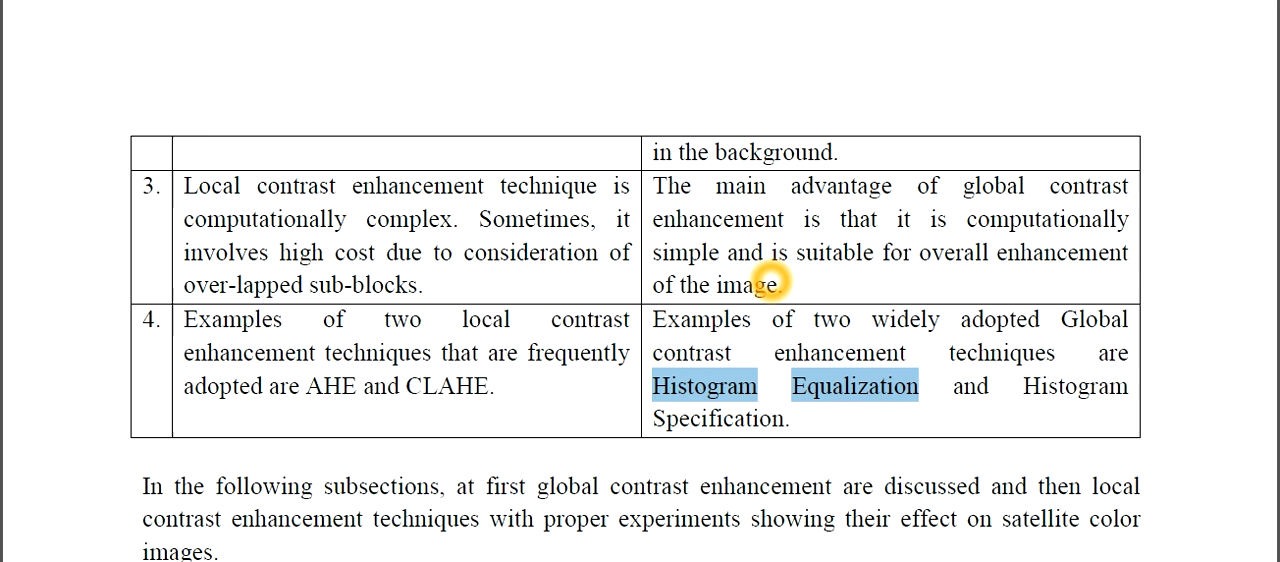 in the background.
3.
Local contrast enhancement technique is
computationally complex. Sometimes, it
involves high cost due to consideration of
over-lapped sub-blocks.
The main advantage of global contrast
enhancement is that it is computationally
simple and is suitable for overall enhancement
of the image.
4.
Examples of two local contrast
enhancement techniques that are frequently
adopted are AHE and CLAHE.
Examples of two widely adopted Global
contrast enhancement techniques are
Histogram Equalization and Histogram
Specification.
In the following subsections, at first global contrast enhancement are discussed and then local
contrast enhancement techniques with proper experiments showing their effect on satellite color
images.